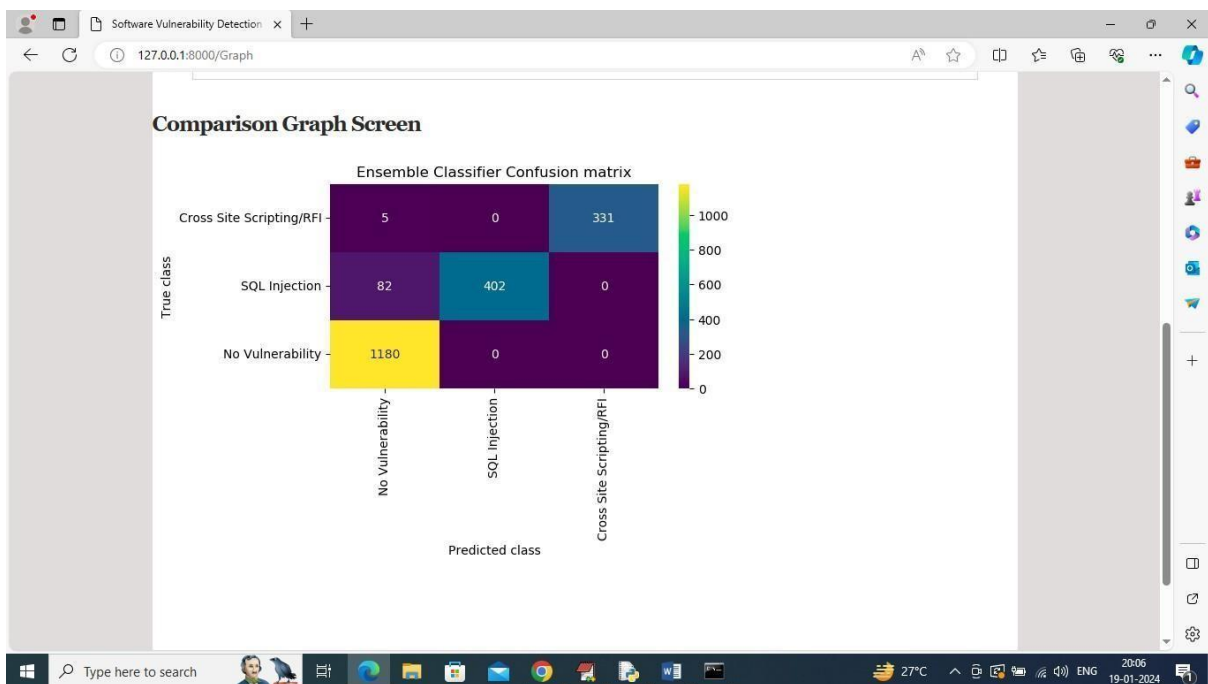 Software Vulnerability Detection
127.0.0.1:8000/Graph
Comparison Graph Screen
Ensemble Classifier Confusion matrix
Cross Site Scripting/RFI
5 0 331
SQL Injection
82 402 0
No Vulnerability
1180 0 0
True class
1000
800
600
400
200
0
No Vulnerability
SQL Injection
Cross Site Scripting/RFI
Predicted class
Type here to search
27°C
ENG
20:06
19-01-2024